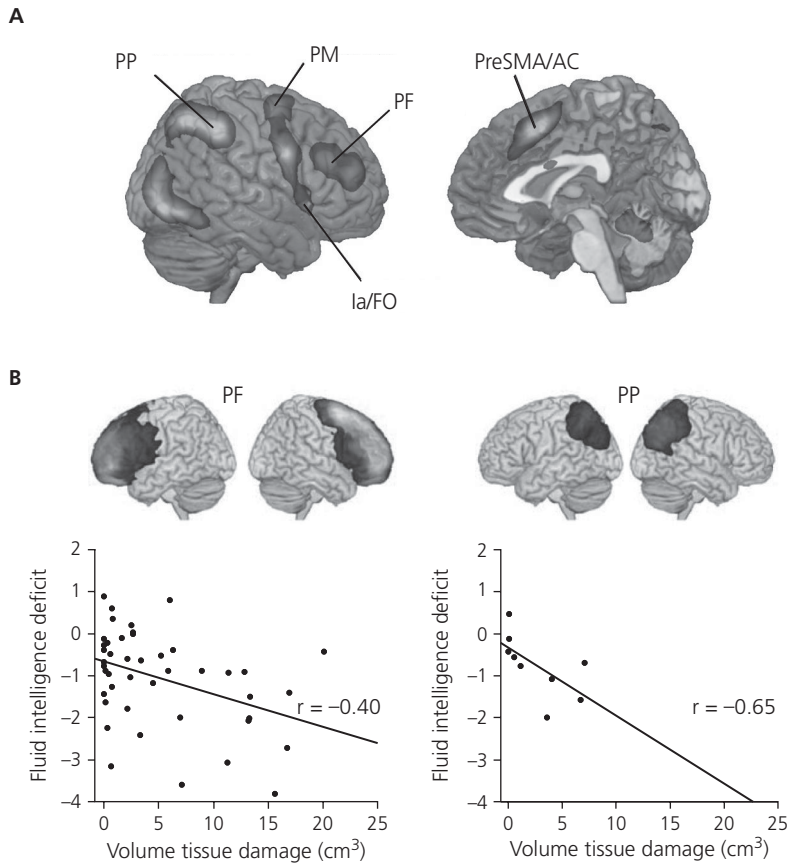 A
PP
PM
PF
PreSMA/AC
Ia/FO
B
PF
PP
2
1
0
−1
−2
−3
−4
Fluid intelligence deficit
r = −0.40
0 5 10 15 20 25
Volume tissue damage (cm³)
2
1
0
−1
−2
−3
−4
Fluid intelligence deficit
r = −0.65
0 5 10 15 20 25
Volume tissue damage (cm³)